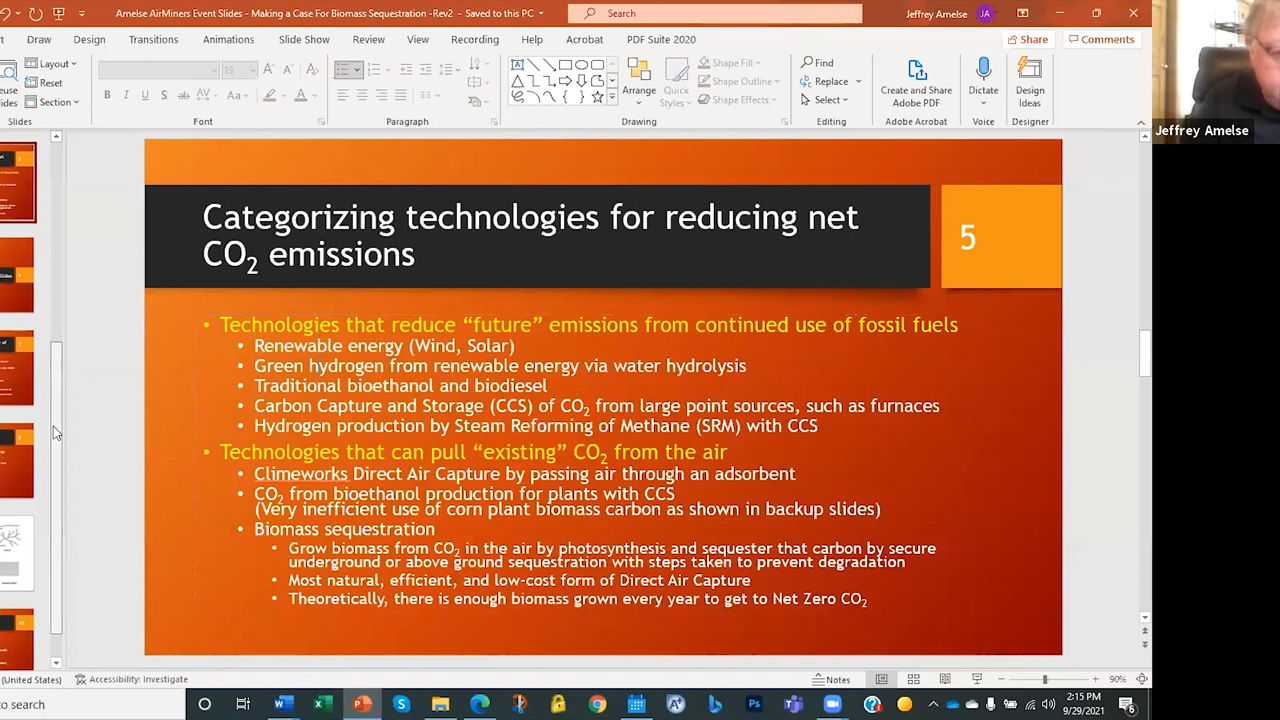 Amelse AirMiners Event Slides - Making a Case For Biomass Sequestration -Rev2 - Saved to this PC
Search
Jeffrey Amelse JA
Draw Design Transitions Animations Slide Show Review View Recording Help Acrobat PDF Suite 2020 Share Comments
Layout
Reset
Section
Slides
Font
Paragraph
Arrange
Quick Styles
Shape Fill
Shape Outline
Shape Effects
Drawing
Find
Replace
Select
Editing
Create and Share Adobe PDF
Adobe Acrobat
Dictate
Voice
Design Ideas
Designer
Jeffrey Amelse
Categorizing technologies for reducing net
CO2 emissions
5
• Technologies that reduce “future” emissions from continued use of fossil fuels
• Renewable energy (Wind, Solar)
• Green hydrogen from renewable energy via water hydrolysis
• Traditional bioethanol and biodiesel
• Carbon Capture and Storage (CCS) of CO2 from large point sources, such as furnaces
• Hydrogen production by Steam Reforming of Methane (SRM) with CCS
• Technologies that can pull “existing” CO2 from the air
• Climeworks Direct Air Capture by passing air through an adsorbent
• CO2 from bioethanol production for plants with CCS
(Very inefficient use of corn plant biomass carbon as shown in backup slides)
• Biomass sequestration
• Grow biomass from CO2 in the air by photosynthesis and sequester that carbon by secure
underground or above ground sequestration with steps taken to prevent degradation
• Most natural, efficient, and low-cost form of Direct Air Capture
• Theoretically, there is enough biomass grown every year to get to Net Zero CO2
(United States) Accessibility: Investigate Notes 90%
to search
2:15 PM
9/29/2021